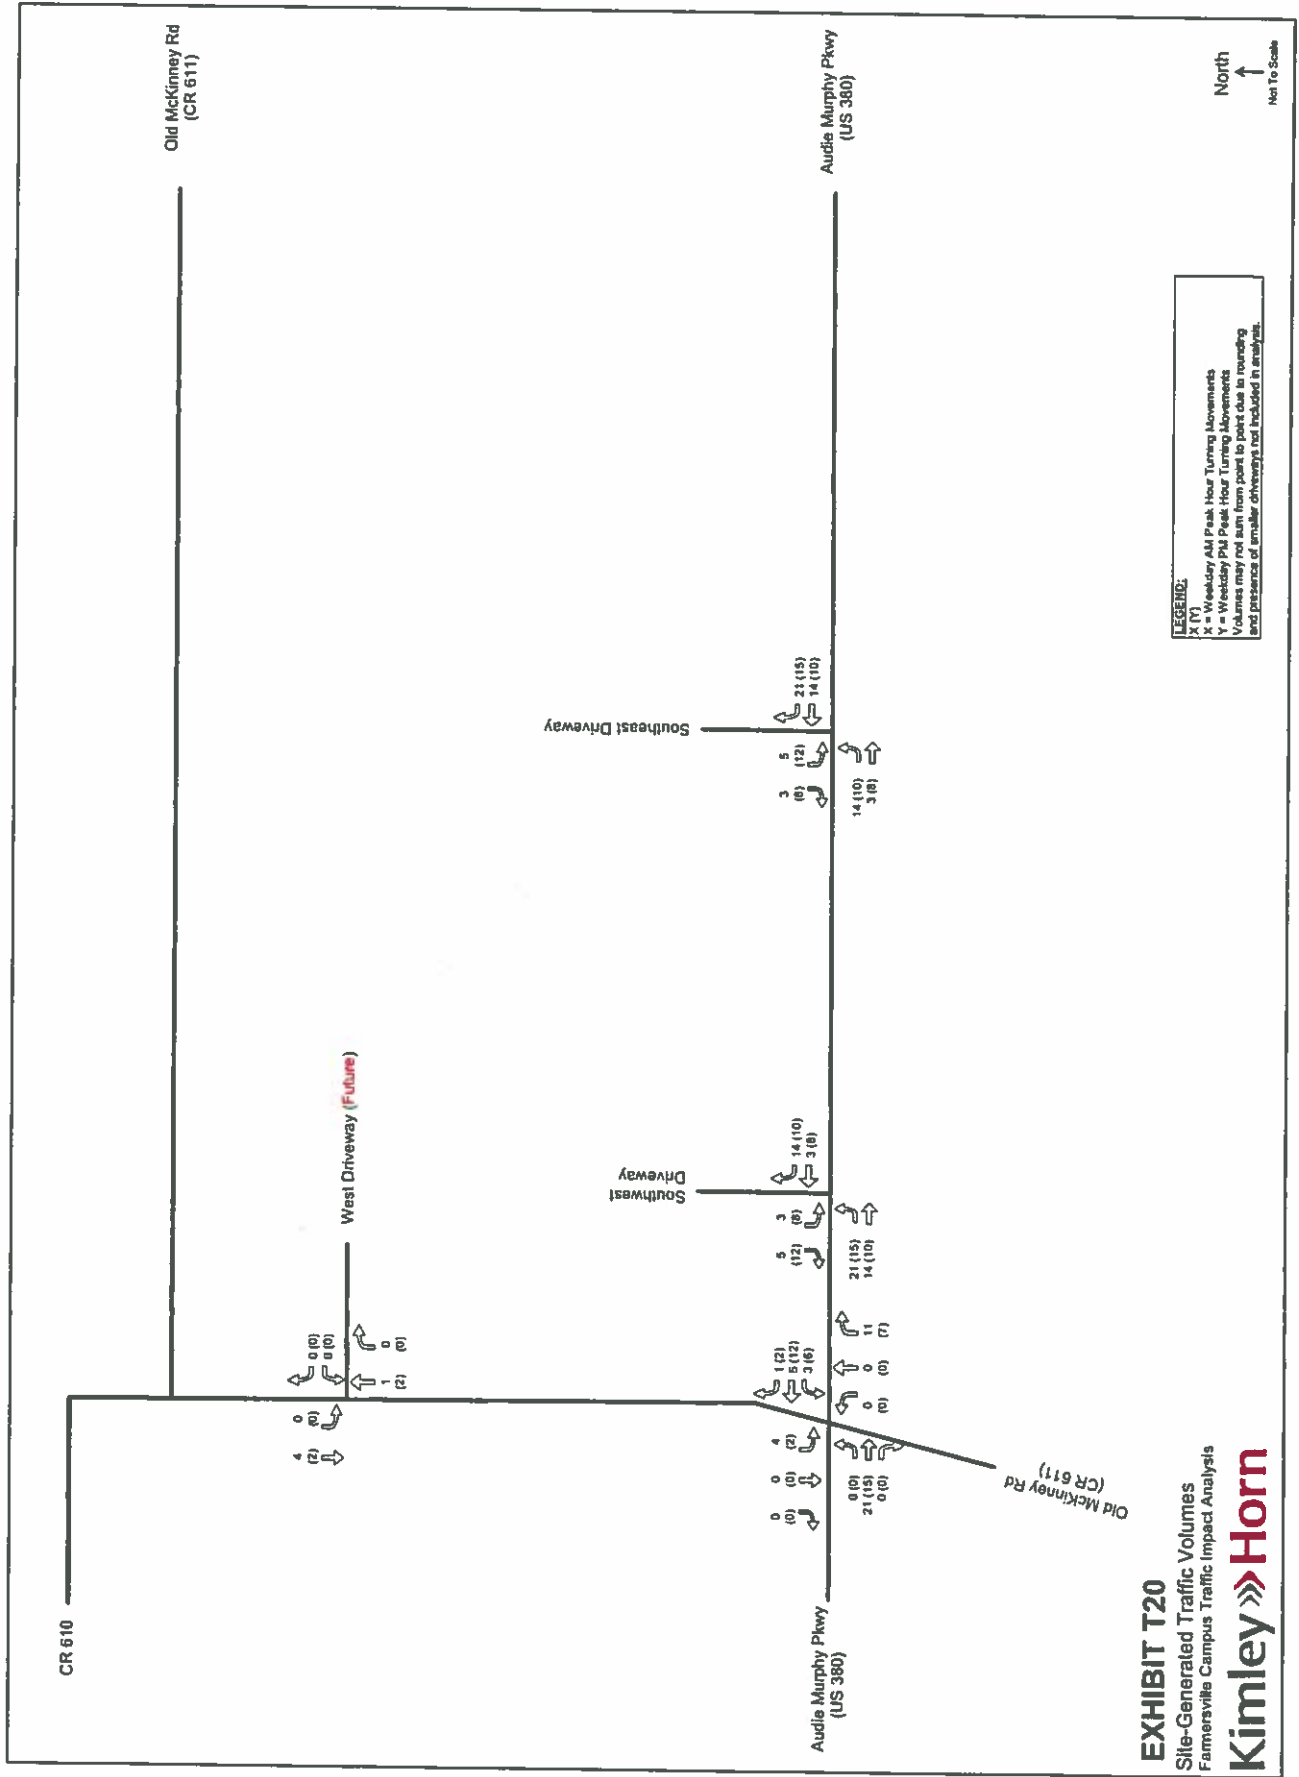 CR 610
Old McKinney Rd
(CR 611)
West Driveway (Future)
0 (0)
0 (0)
0
(0)
4
(2)
1
(2)
0
(0)
Southwest
Driveway
Southeast Driveway
1 (2)
5 (12)
3 (6)
4
(2)
0
(0)
0
(0)
0 (0)
21 (15)
0 (0)
0
(0)
0
(0)
11
(7)
14 (10)
3 (8)
3
(8)
5
(12)
21 (15)
14 (10)
21 (15)
14 (10)
5
(12)
3
(8)
14 (10)
3 (8)
Audie Murphy Pkwy
(US 380)
Audie Murphy Pkwy
(US 380)
Old McKinney Rd
(CR 611)
LEGEND:
X (Y)
X = Weekday AM Peak Hour Turning Movements
Y = Weekday PM Peak Hour Turning Movements
Volumes may not sum from point to point due to rounding
and presence of smaller driveways not included in analysis.
North
Not To Scale
EXHIBIT T20
Site-Generated Traffic Volumes
Farmersville Campus Traffic Impact Analysis
Kimley»Horn